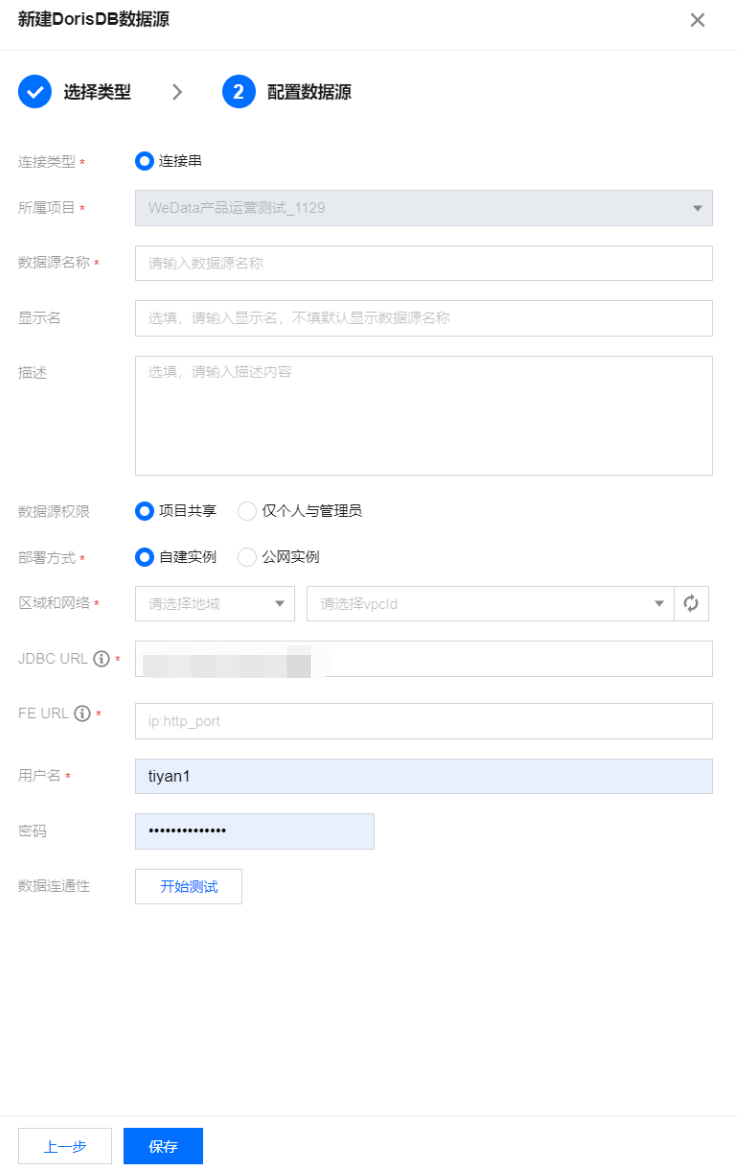 新建DorisDB数据源
选择类型 2 配置数据源
连接类型 * 连接串
所属项目 * WeData产品运营测试_1129
数据源名称 * 请输入数据源名称
显示名 选填，请输入显示名，不填默认显示数据源名称
描述 选填，请输入描述内容
数据源权限 项目共享 仅个人与管理员
部署方式 * 自建实例 公网实例
区域和网络 * 请选择地域 请选择vpcId
JDBC URL *
FE URL * ip:http_port
用户名 * tiyan1
密码 ••••••••••••••
数据连通性 开始测试
上一步 保存